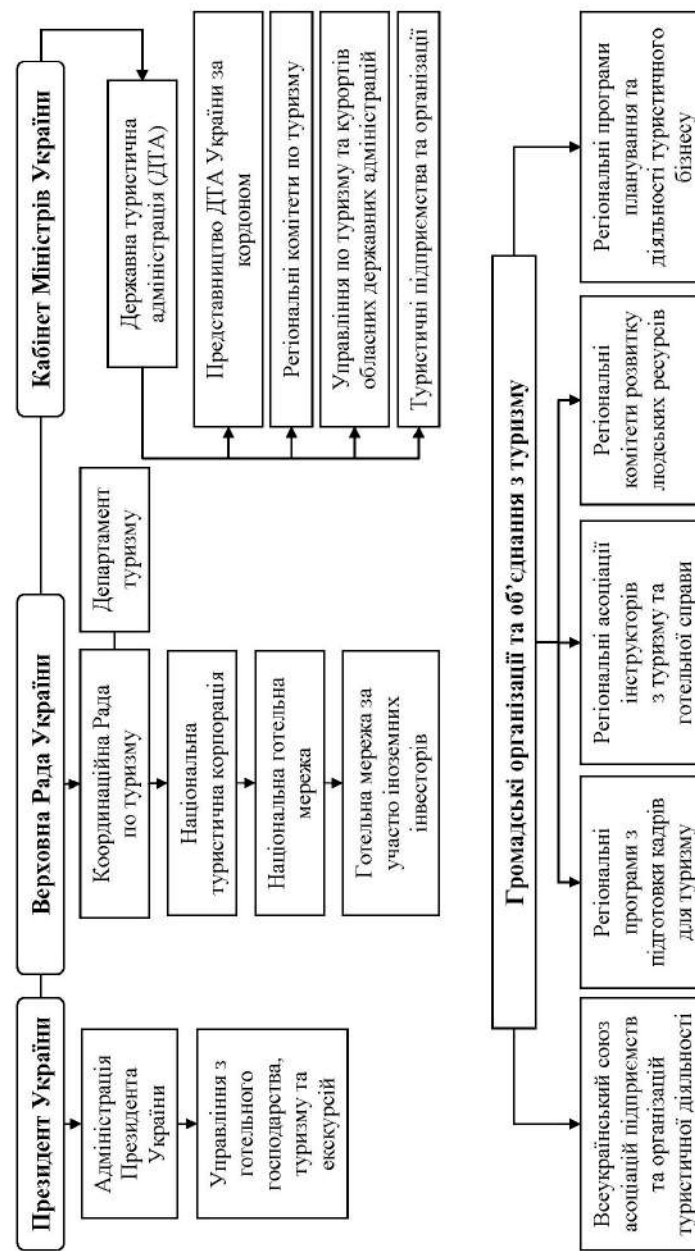 Президент України
Верховна Рада України
Кабінет Міністрів України
Адміністрація
Президента
України
Управління з
готельного
господарства,
туризму та
екскурсій
Координаційна Рада
по туризму
Департамент
туризму
Національна
туристична корпорація
Національна готельна
мережа
Готельна мережа за
участю іноземних
інвесторів
Державна туристична
адміністрація (ДТА)
Представництво ДТА України за
кордоном
Регіональні комітети по туризму
Управління по туризму та курортів
обласних державних адміністрацій
Туристичні підприємства та організації
Громадські організації та об’єднання з туризму
Всеукраїнський союз
асоціацій підприємств
та організацій
туристичної діяльності
Регіональні
програми з
підготовки кадрів
для туризму
Регіональні асоціації
інструкторів
з туризму та
готельної справи
Регіональні
комітети розвитку
людських ресурсів
Регіональні програми
планування та
діяльності туристичного
бізнесу